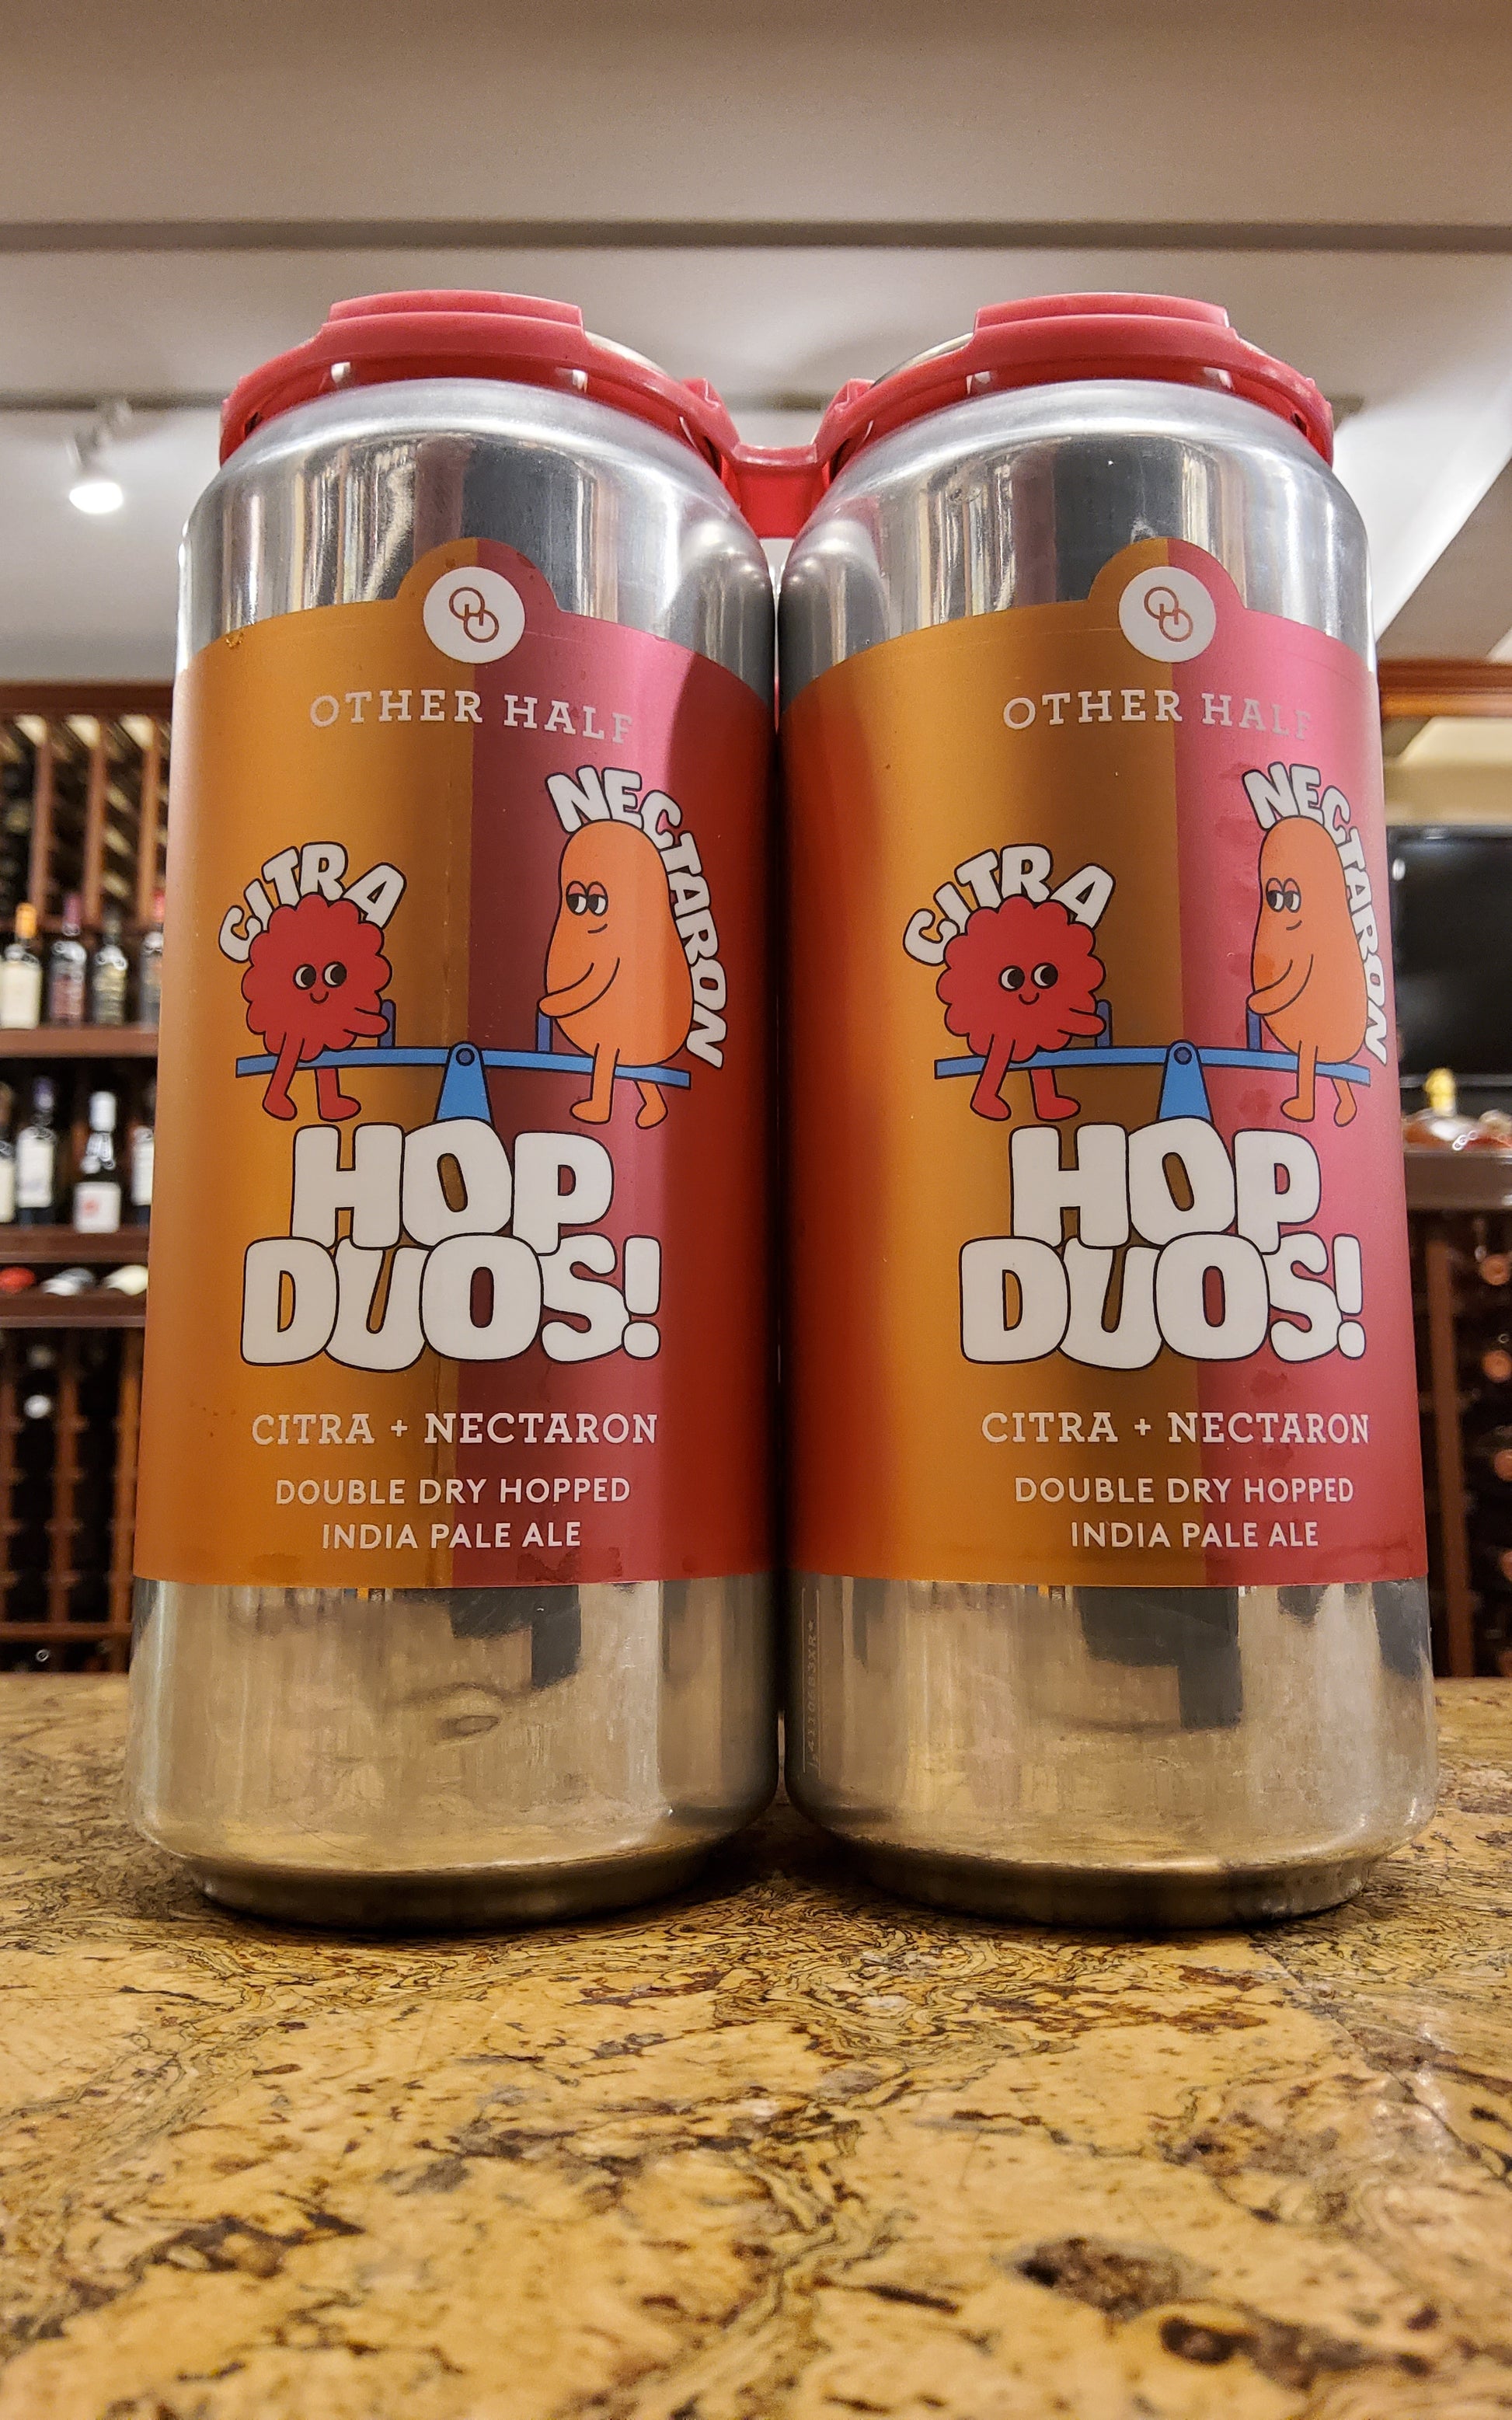 OTHER HALF
CITRA
NECTARON
HOP
DUOS!
CITRA + NECTARON
DOUBLE DRY HOPPED
INDIA PALE ALE
OTHER HALF
CITRA
NECTARON
HOP
DUOS!
CITRA + NECTARON
DOUBLE DRY HOPPED
INDIA PALE ALE